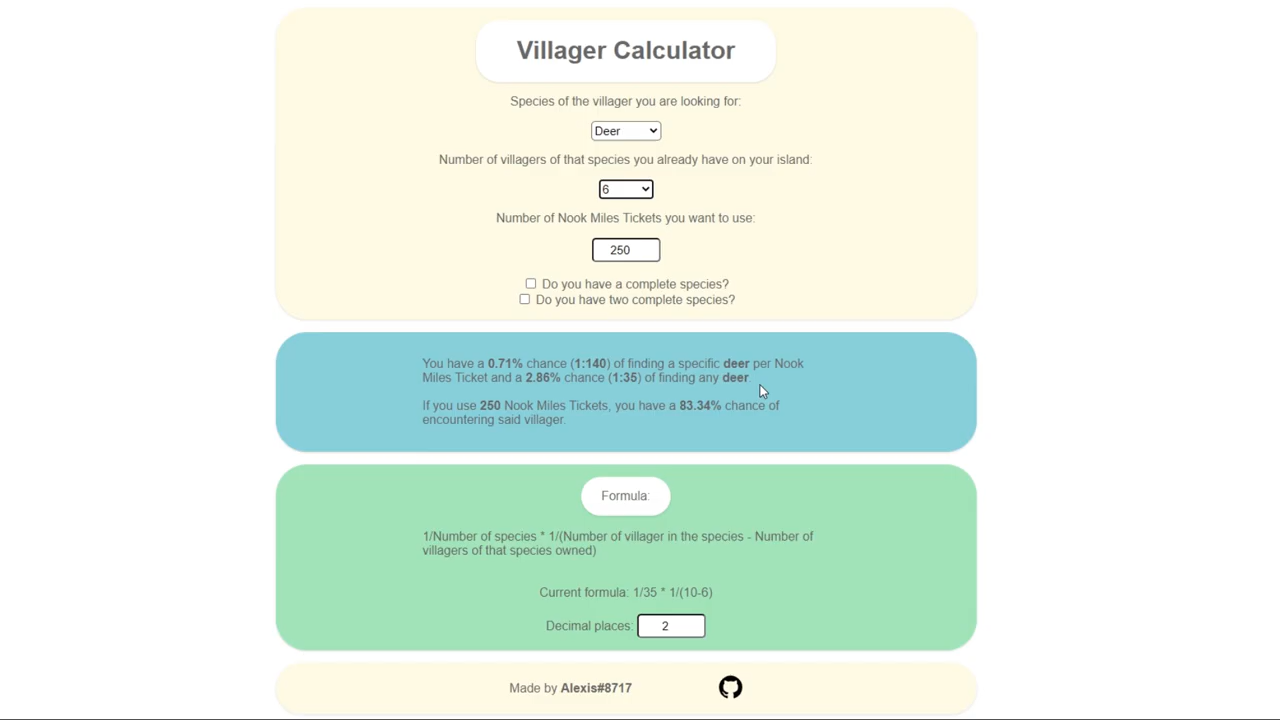 Villager Calculator
Species of the villager you are looking for:
Deer
Number of villagers of that species you already have on your island:
6
Number of Nook Miles Tickets you want to use:
250
Do you have a complete species?
Do you have two complete species?
You have a 0.71% chance (1:140) of finding a specific deer per Nook
Miles Ticket and a 2.86% chance (1:35) of finding any deer.
If you use 250 Nook Miles Tickets, you have a 83.34% chance of
encountering said villager.
Formula:
1/Number of species * 1/(Number of villager in the species - Number of
villagers of that species owned)
Current formula: 1/35 * 1/(10-6)
Decimal places: 2
Made by Alexis#8717